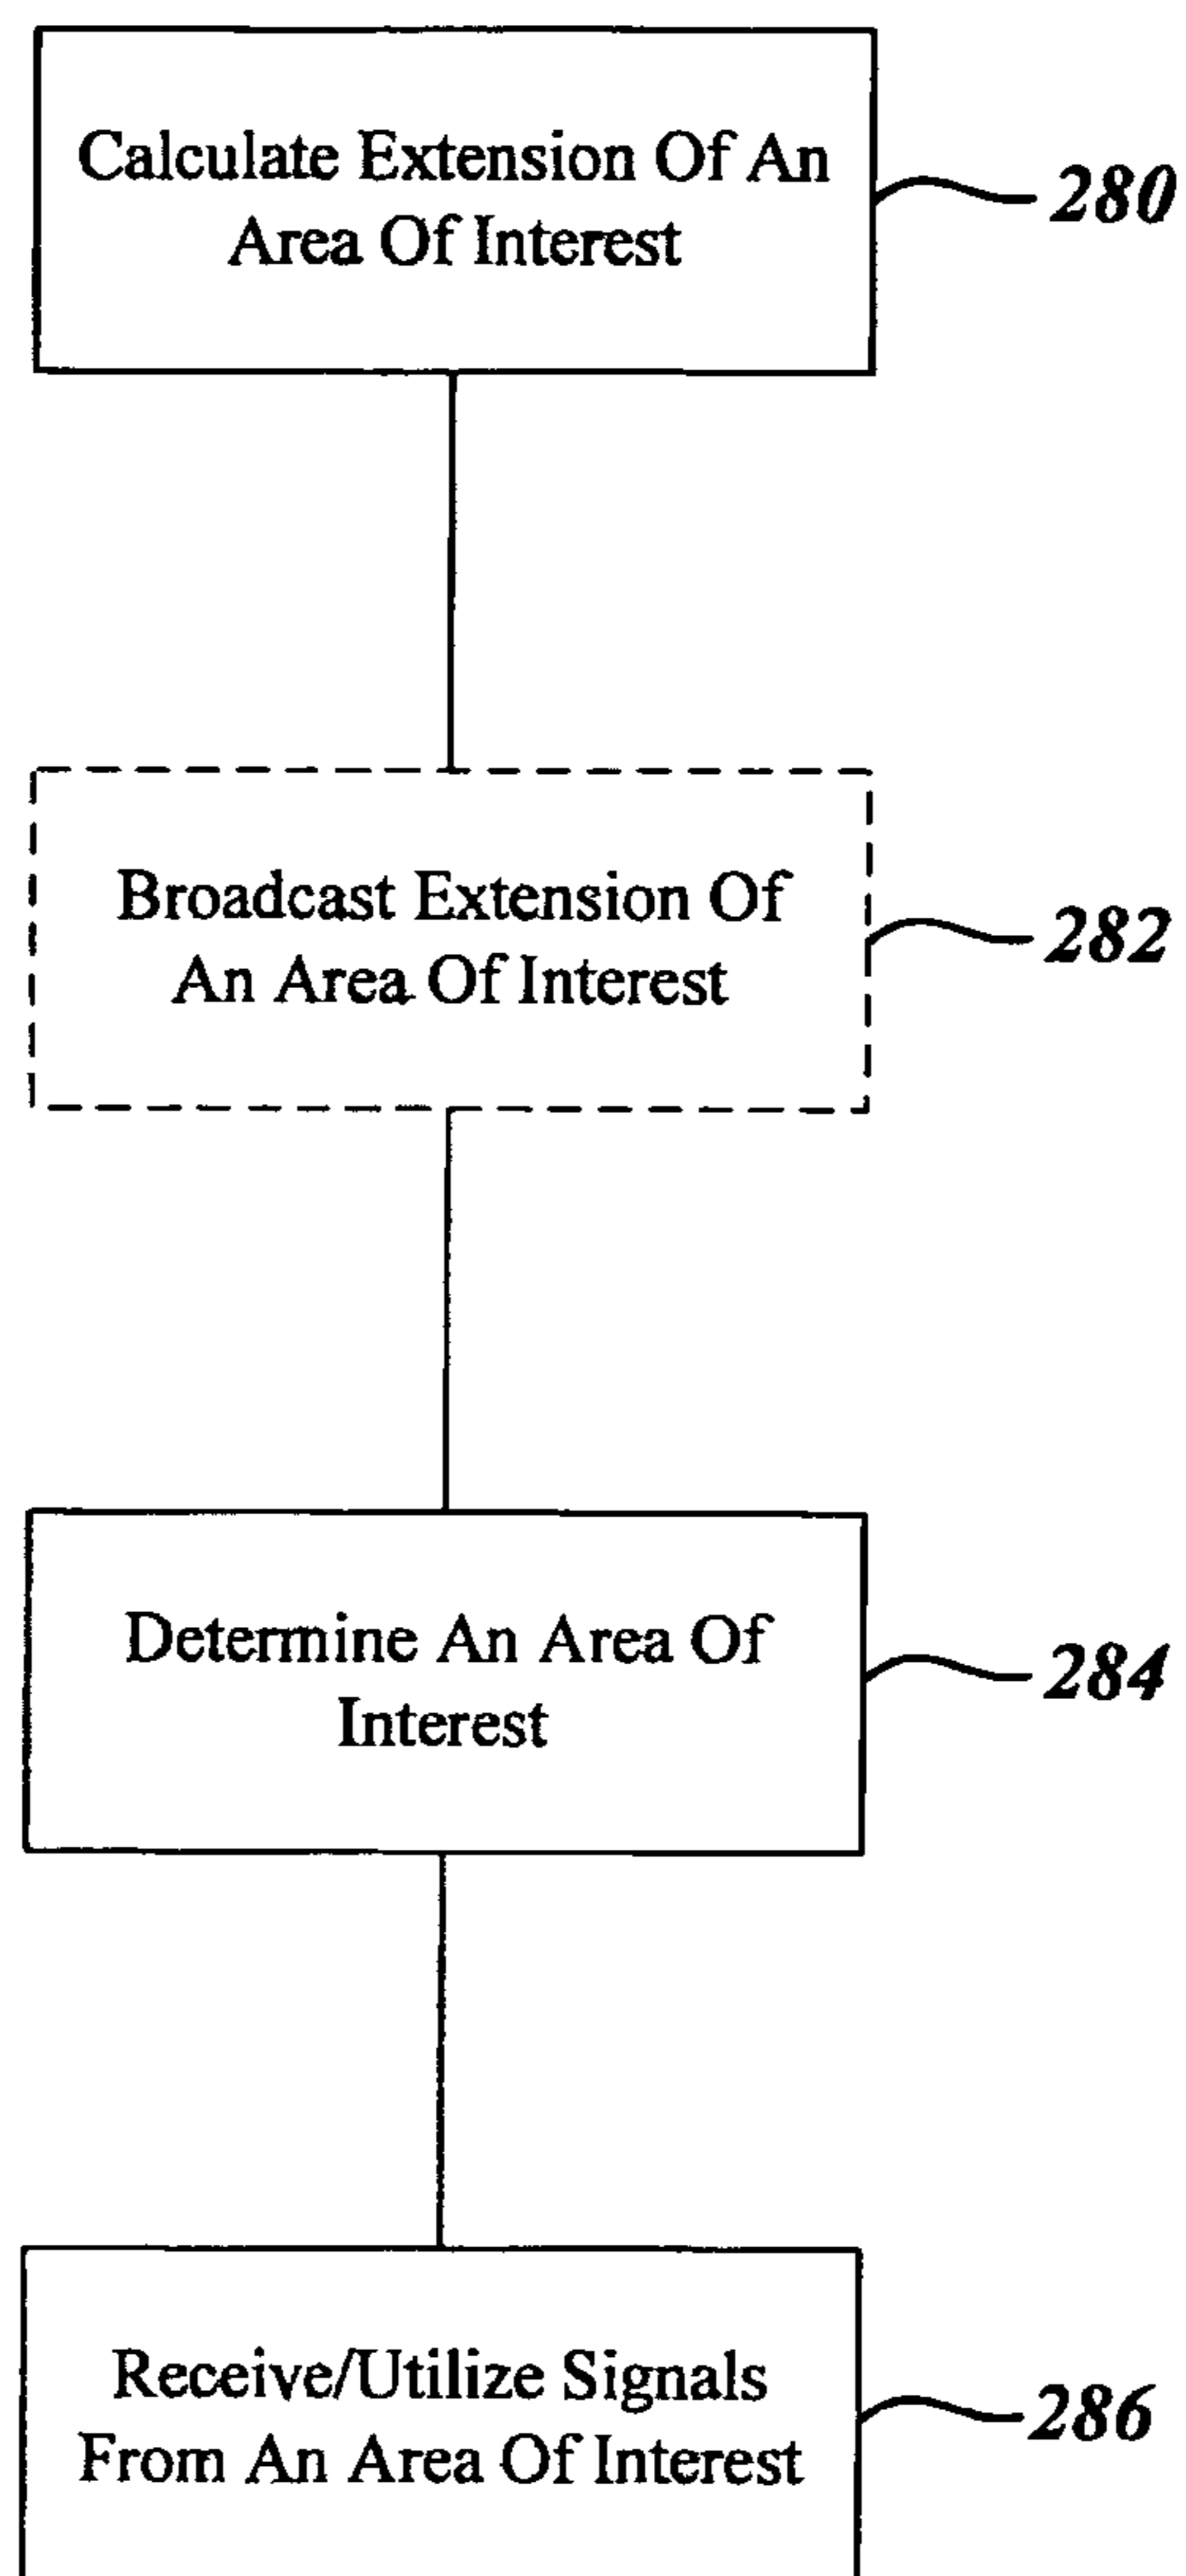 Calculate Extension Of An
Area Of Interest
280
Broadcast Extension Of
An Area Of Interest
282
Determine An Area Of
Interest
284
Receive/Utilize Signals
From An Area Of Interest
286